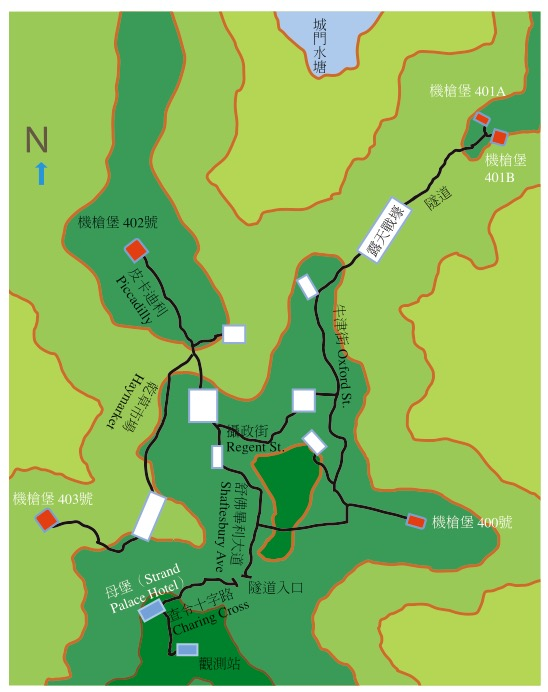 城門水塘
機槍堡 401A
N
機槍堡
401B
隧道
機槍堡 402號
露天戰壕
皮卡迪利
Piccadilly
牛津街 Oxford St.
乾草市場
Haymarket
攝政街
Regent St.
舒佛畢利大道
Shaftesbury Ave
機槍堡 403號
機槍堡 400號
母堡（Strand
Palace Hotel）
隧道入口
查令十字路
Charing Cross
觀測站